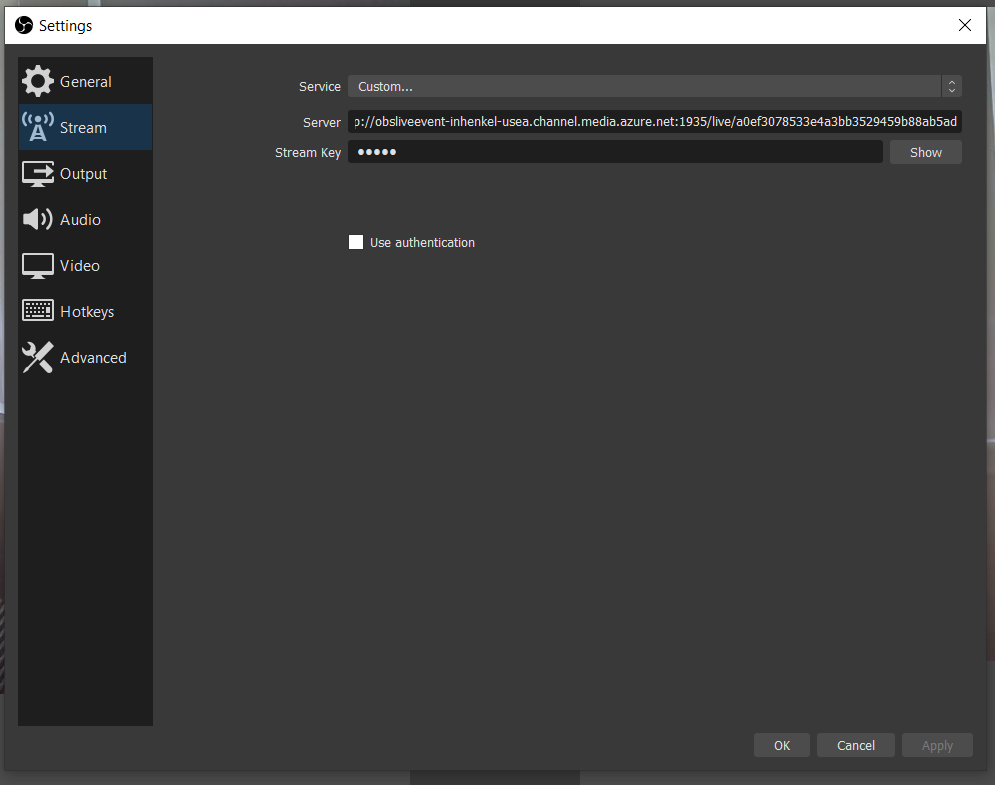 Settings
General
Stream
Output
Audio
Video
Hotkeys
Advanced
Service Custom...
Server p://obsliveevent-inhenkel-usea.channel.media.azure.net:1935/live/a0ef3078533e4a3bb3529459b88ab5ad
Stream Key ●●●●● Show
Use authentication
OK Cancel Apply